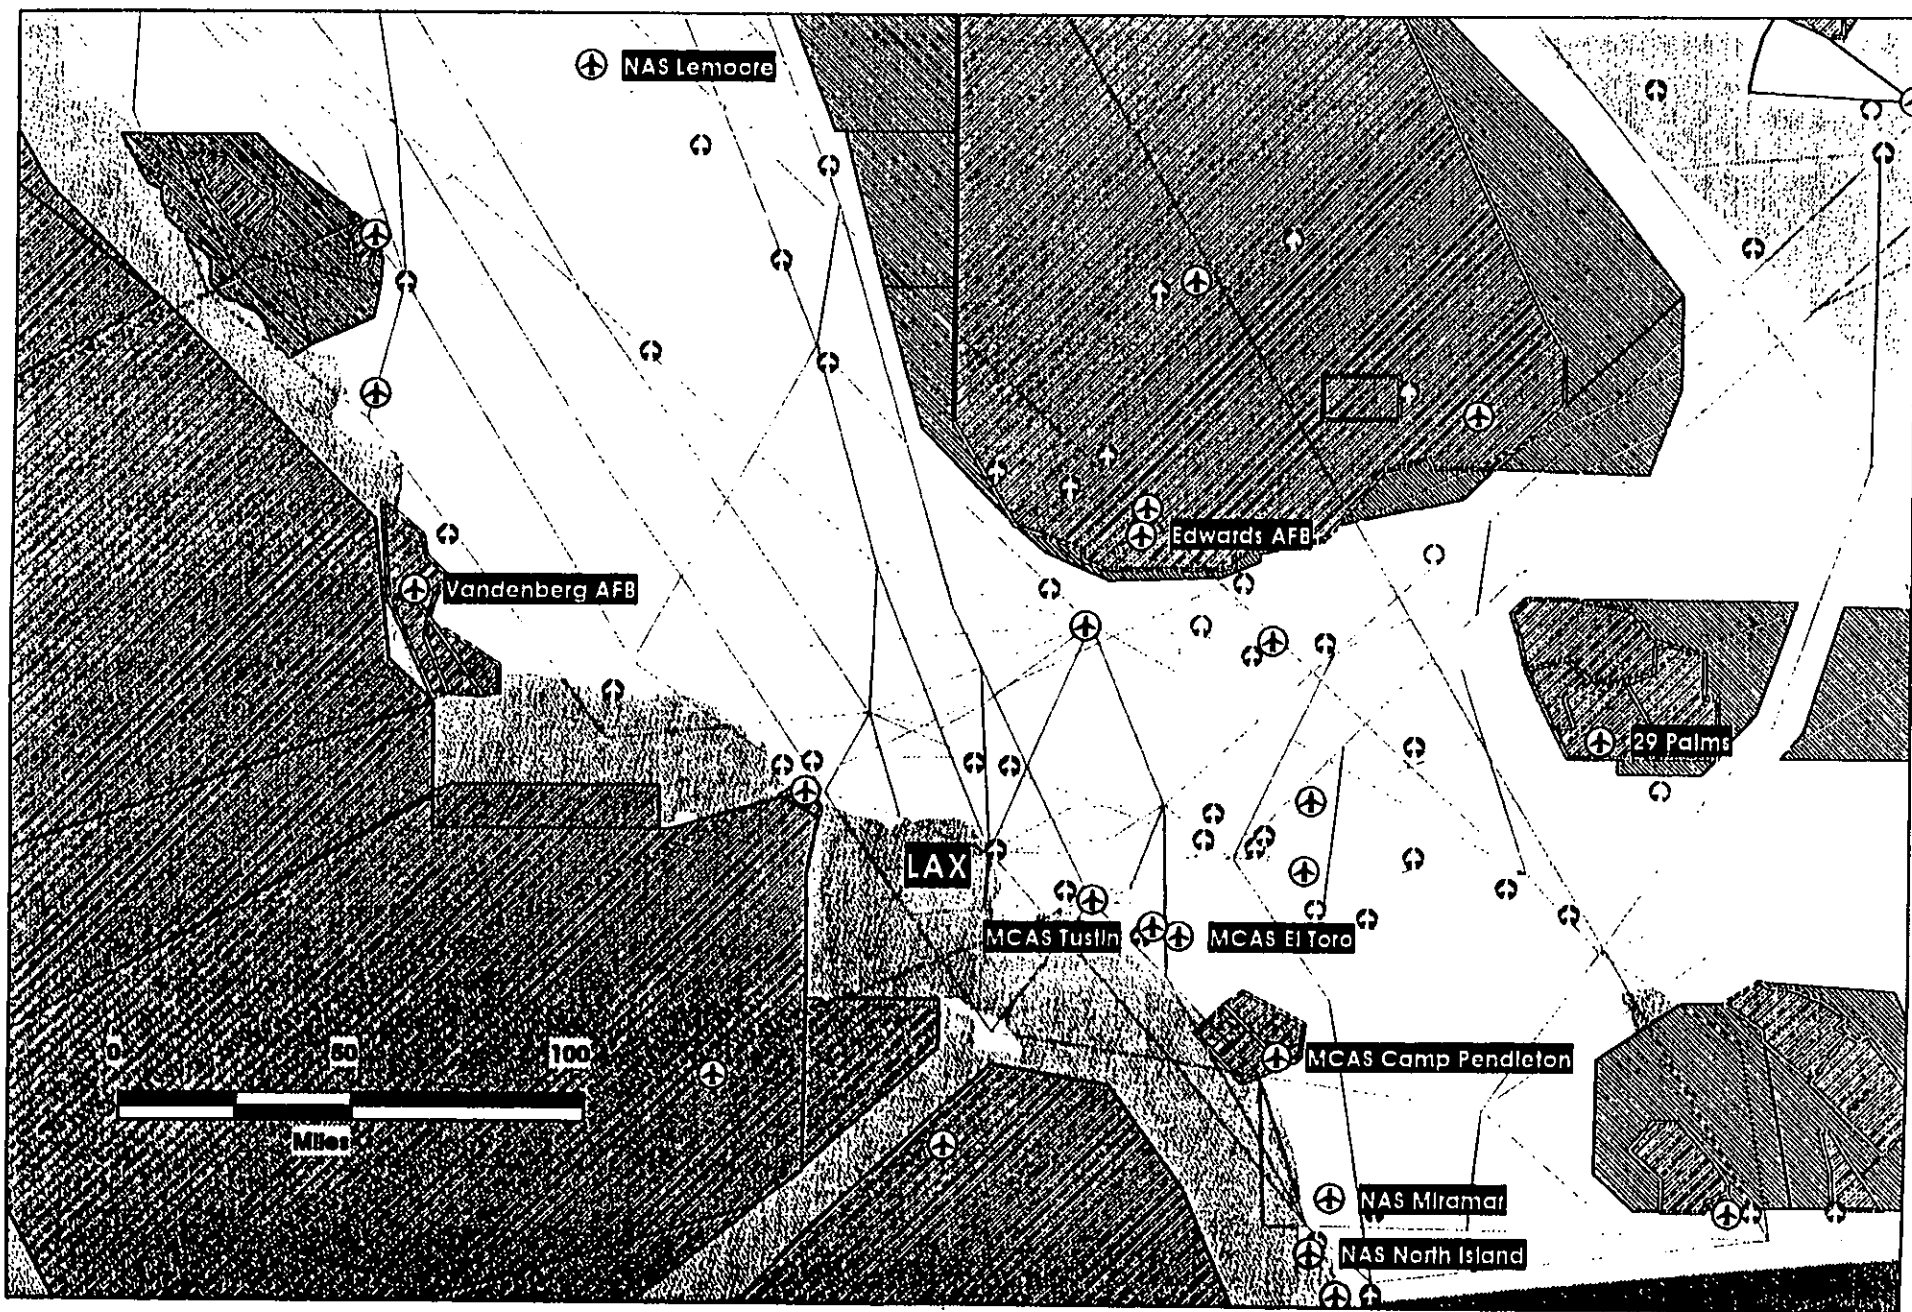 NAS Lemoore
Edwards AFB
Vandenberg AFB
29 Palms
LAX
MCAS Tustin
MCAS El Toro
0 50 100
MCAS Camp Pendleton
Miles
NAS Miramar
NAS North Island